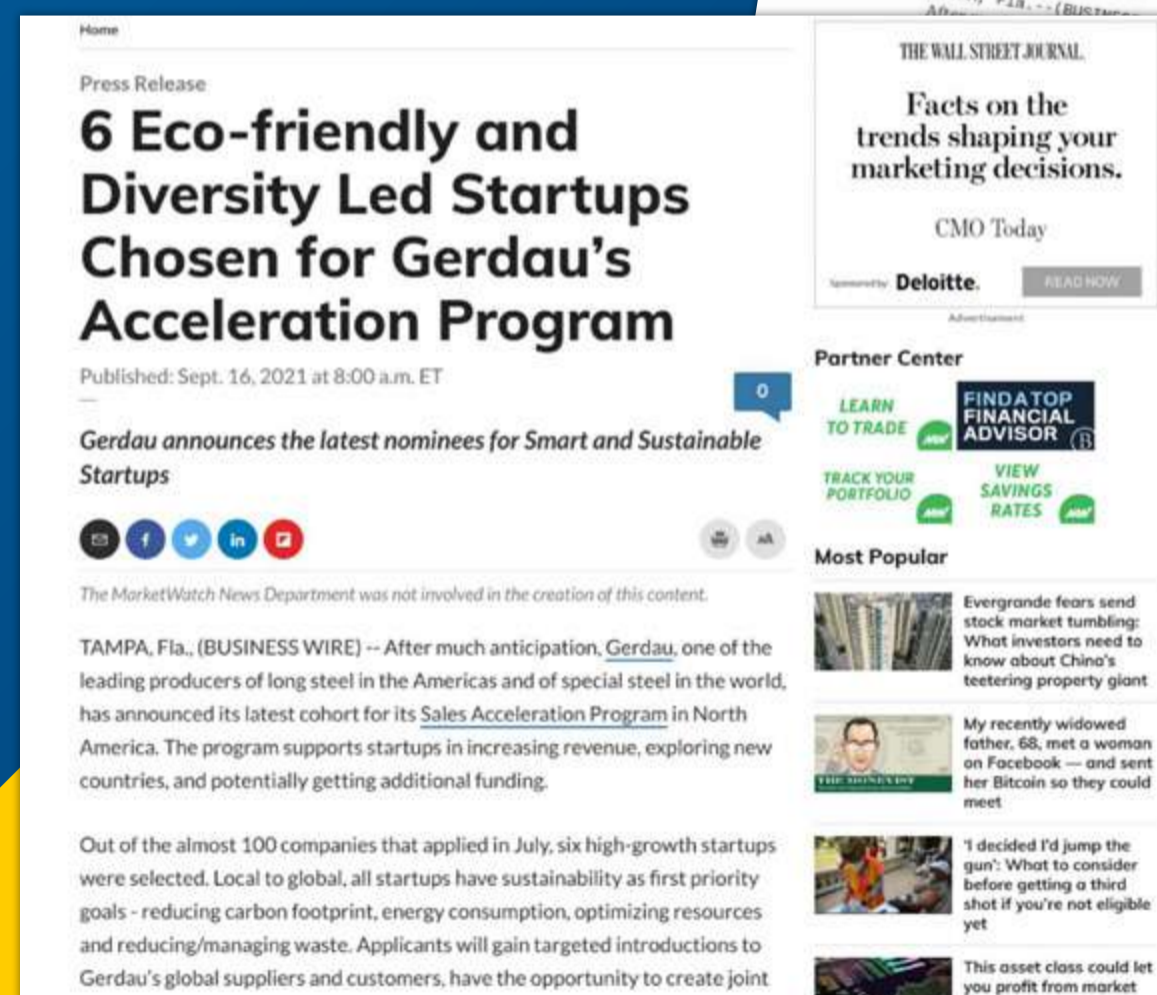 Fla.--(BUSINE
After
Home
Press Release
6 Eco-friendly and
Diversity Led Startups
Chosen for Gerdau's
Acceleration Program
Published: Sept. 16, 2021 at 8:00 a.m. ET
0
Gerdau announces the latest nominees for Smart and Sustainable
Startups
f
in
AA
The MarketWatch News Department was not involved in the creation of this content.
TAMPA, Fla., (BUSINESS WIRE) -- After much anticipation, Gerdau, one of the
leading producers of long steel in the Americas and of special steel in the world,
has announced its latest cohort for its Sales Acceleration Program in North
America. The program supports startups in increasing revenue, exploring new
countries, and potentially getting additional funding.
Out of the almost 100 companies that applied in July, six high-growth startups
were selected. Local to global, all startups have sustainability as first priority
goals - reducing carbon footprint, energy consumption, optimizing resources
and reducing/managing waste. Applicants will gain targeted introductions to
Gerdau's global suppliers and customers, have the opportunity to create joint
THE WALL STREET JOURNAL.
Facts on the
trends shaping your
marketing decisions.
CMO Today
Sponsored by Deloitte.
READ NOW
Advertisement
Partner Center
LEARN
TO TRADE
MW
FIND A TOP
FINANCIAL
ADVISOR
B
TRACK YOUR
PORTFOLIO
MW
VIEW
SAVINGS
RATES
MW
Most Popular
Evergrande fears send
stock market tumbling:
What investors need to
know about China's
teetering property giant
THE MONEYIST
My recently widowed
father, 68, met a woman
on Facebook — and sent
her Bitcoin so they could
meet
'I decided I'd jump the
gun': What to consider
before getting a third
shot if you're not eligible
yet
This asset class could let
you profit from market